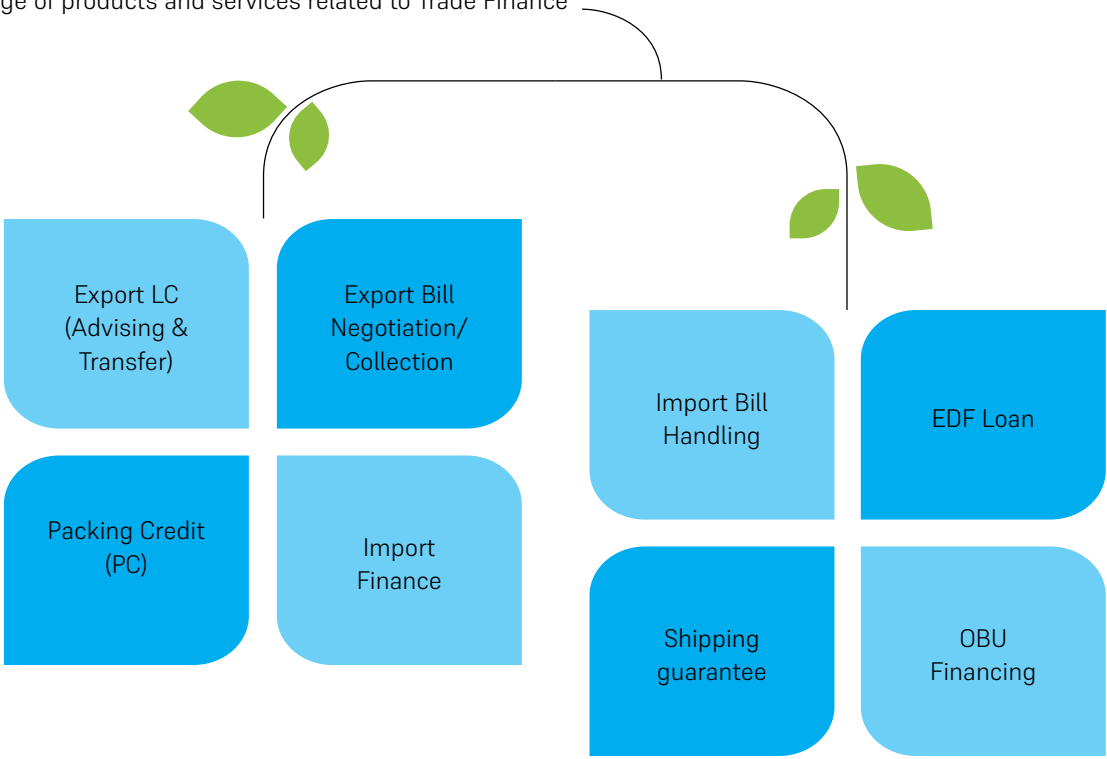 of products and services related to Trade Finance
Export LC
(Advising &
Transfer)
Export Bill
Negotiation/
Collection
Packing Credit
(PC)
Import
Finance
Import Bill
Handling
EDF Loan
Shipping
guarantee
OBU
Financing